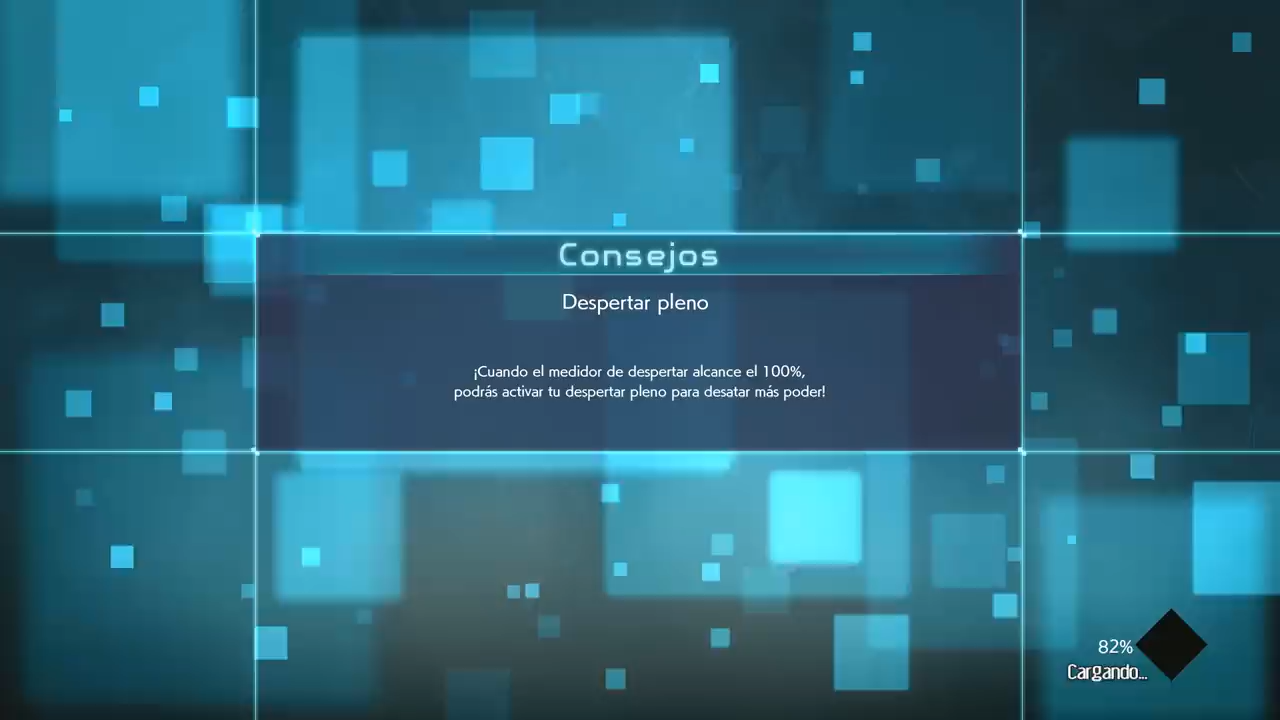 Consejos
Despertar pleno
¡Cuando el medidor de despertar alcance el 100%,
podrás activar tu despertar pleno para desatar más poder!
82%
Cargando...